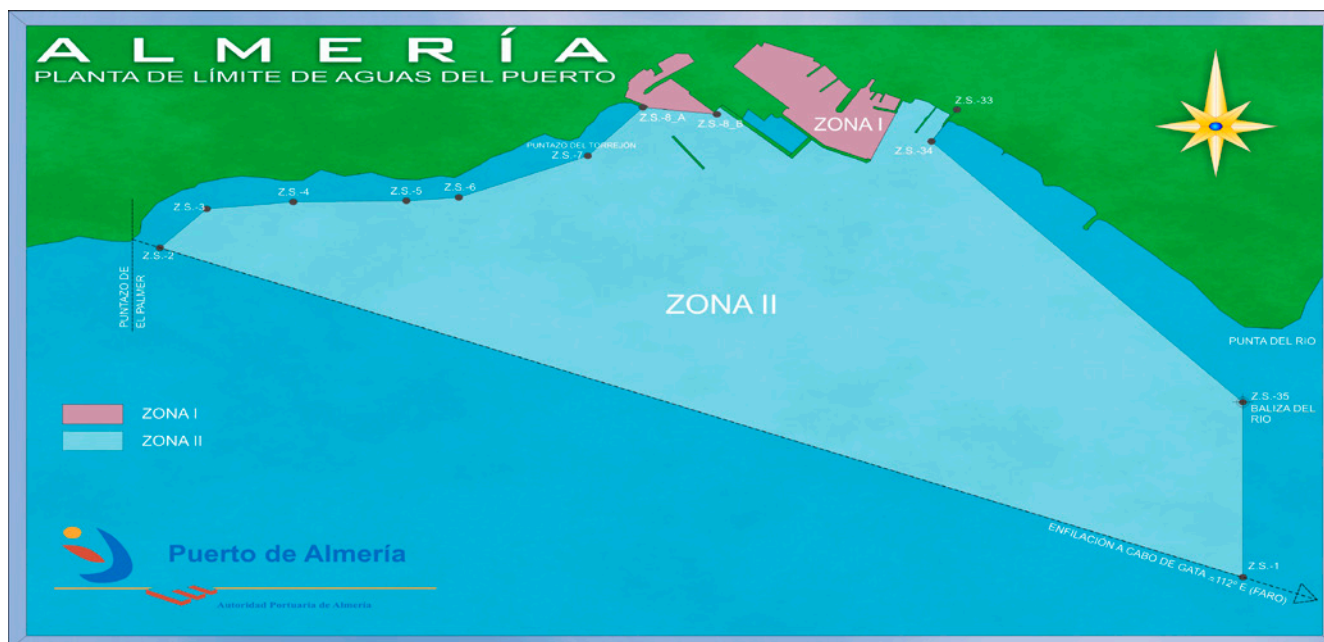 ALMERÍA
PLANTA DE LÍMITE DE AGUAS DEL PUERTO
Z.S.-33
Z.S.-8_A
Z.S.-8_B
ZONA I
Z.S.-34
PUNTAZO DEL TORREJÓN
Z.S.-7
Z.S.-4
Z.S.-5
Z.S.-6
Z.S.-3
Z.S.-2
PUNTAZO DE
EL PALMER
ZONA II
PUNTA DEL RIO
Z.S.-35
BALIZA DEL
RIO
ZONA I
ZONA II
ENFILACIÓN A CABO DE GATA ≤112º E (FARO)
Z.S.-1
Puerto de Almería
Autoridad Portuaria de Almería